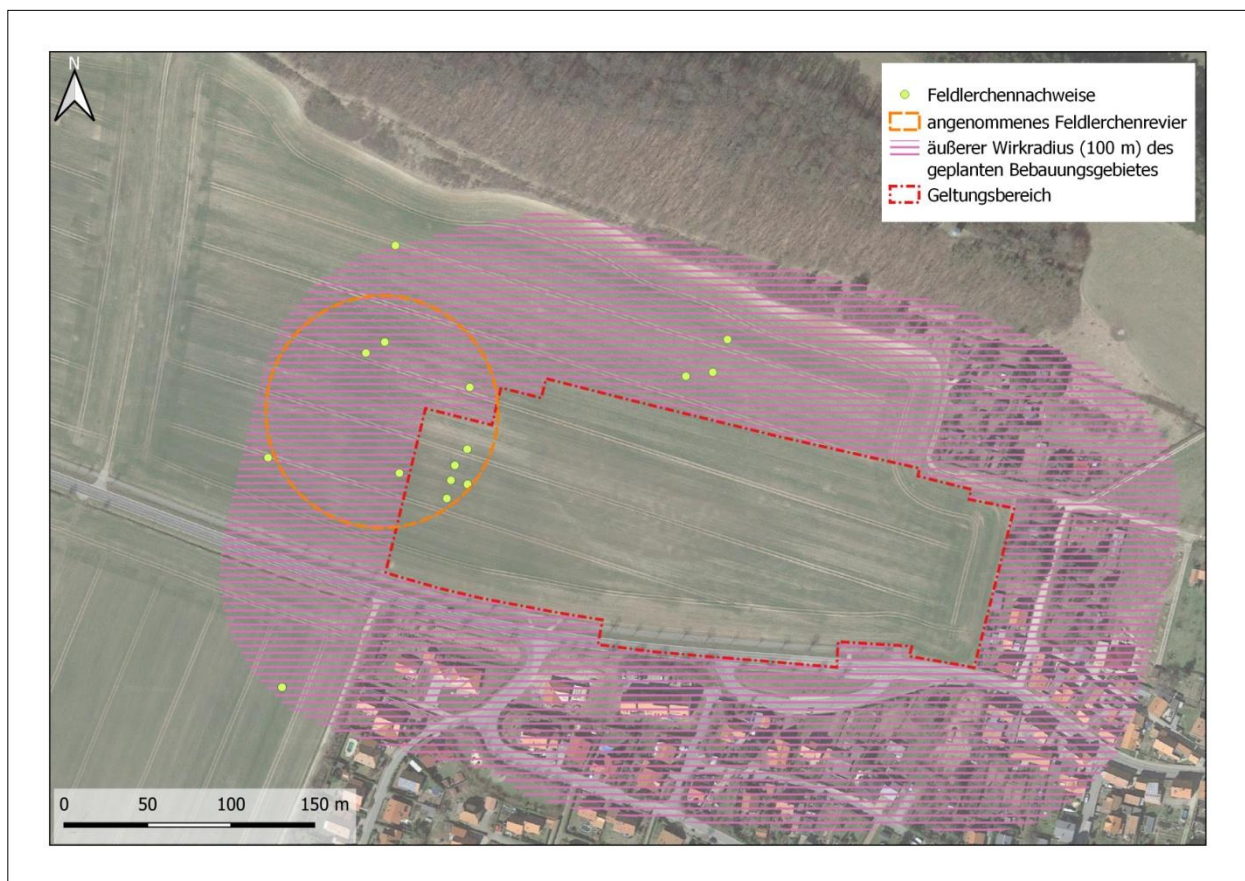 N
Feldlerchennachweise
angenommenes Feldlerchenrevier
äußerer Wirkradius (100 m) des
geplanten Bebauungsgebietes
Geltungsbereich
0 50 100 150 m